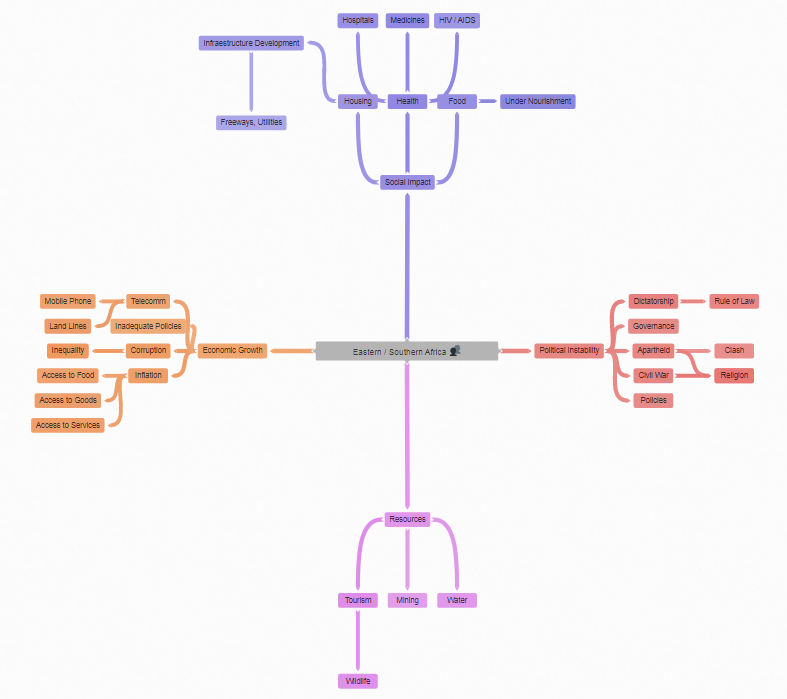 Hospitals
Medicines
HIV / AIDS
Infraestructure Development
Housing
Health
Food
Under Nourishment
Freeways, Utilities
Social Impact
Moblie Phone
Telecomm
Land Lines
Inadequate Policies
Inequality
Corruption
Economic Growth
Access to Food
Inflation
Access to Goods
Access to Services
Eastern / Southern Africa
Political Instability
Dictatorship
Rule of Law
Governance
Apartheid
Clash
Civil War
Religion
Policies
Resources
Tourism
Mining
Water
Wildlife